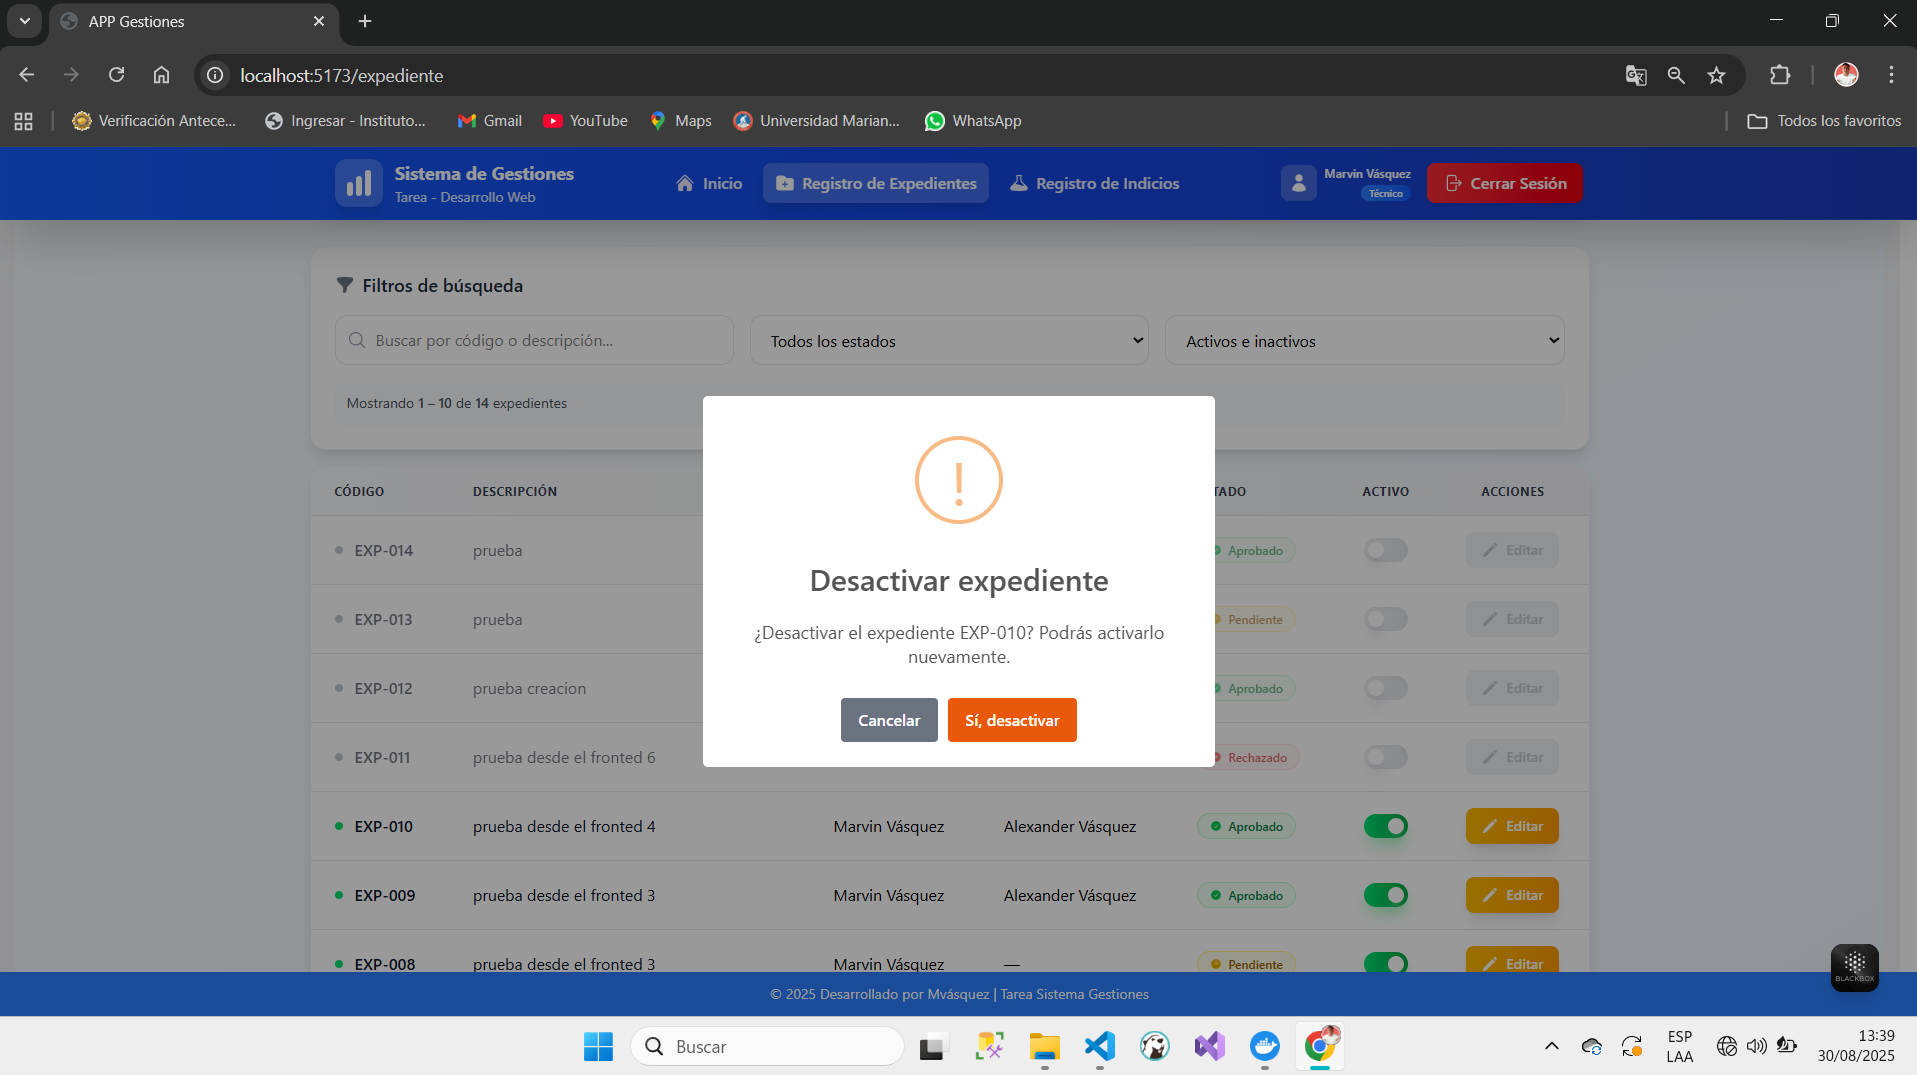 APP Gestiones
localhost:5173/expediente
Verificación Antece...
Ingresar - Instituto...
Gmail
YouTube
Maps
Universidad Marian...
WhatsApp
Todos los favoritos
Sistema de Gestiones
Tarea - Desarrollo Web
Inicio
Registro de Expedientes
Registro de Indicios
Marvin Vásquez
Técnico
Cerrar Sesión
Filtros de búsqueda
Buscar por código o descripción...
Todos los estados
Activos e inactivos
Mostrando 1 – 10 de 14 expedientes
CÓDIGO DESCRIPCIÓN TADO ACTIVO ACCIONES
EXP-014 prueba Aprobado Editar
EXP-013 prueba Pendiente Editar
EXP-012 prueba creacion Aprobado Editar
EXP-011 prueba desde el fronted 6 Rechazado Editar
EXP-010 prueba desde el fronted 4 Marvin Vásquez Alexander Vásquez Aprobado Editar
EXP-009 prueba desde el fronted 3 Marvin Vásquez Alexander Vásquez Aprobado Editar
EXP-008 prueba desde el fronted 3 Marvin Vásquez — Pendiente Editar
!
Desactivar expediente
¿Desactivar el expediente EXP-010? Podrás activarlo
nuevamente.
Cancelar
Sí, desactivar
BLACKBOX
© 2025 Desarrollado por Mvásquez | Tarea Sistema Gestiones
Buscar
ESP
LAA
13:39
30/08/2025